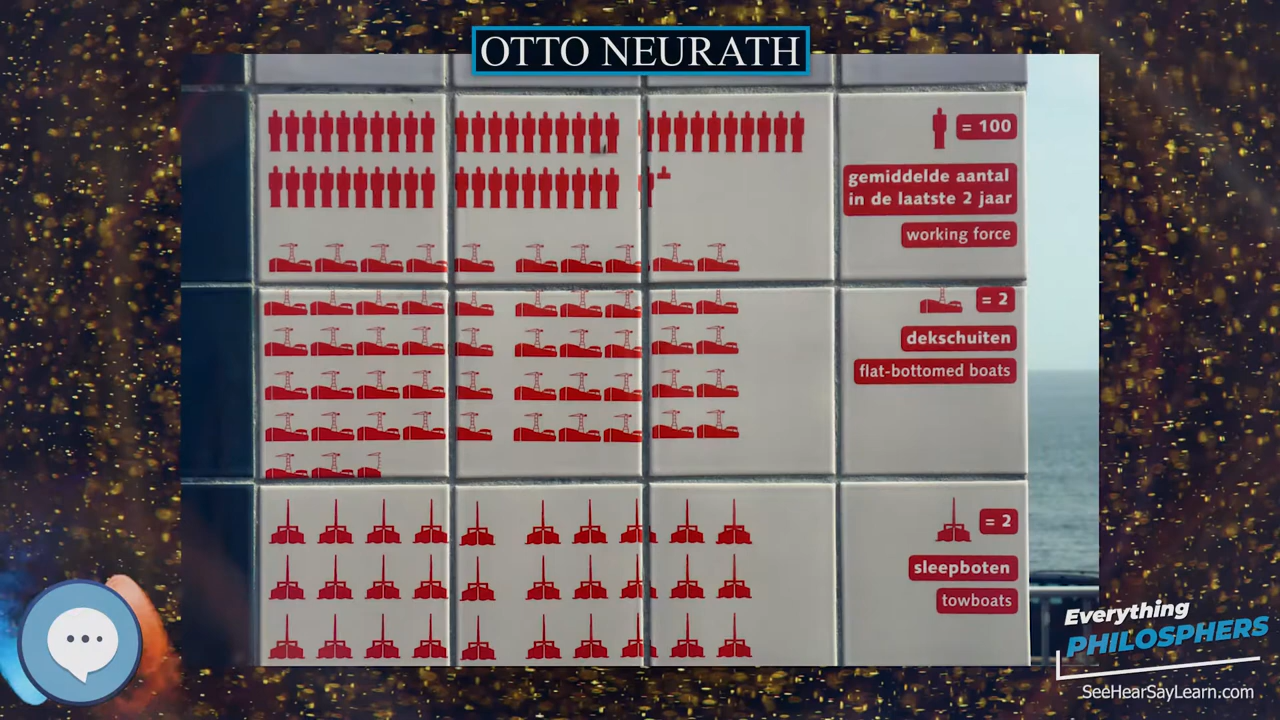 OTTO NEURATH
= 100
gemiddelde aantal
in de laatste 2 jaar
working force
= 2
dekschuiten
flat-bottomed boats
= 2
sleepboten
towboats
Everything
PHILOSPHERS
SeeHearSayLearn.com